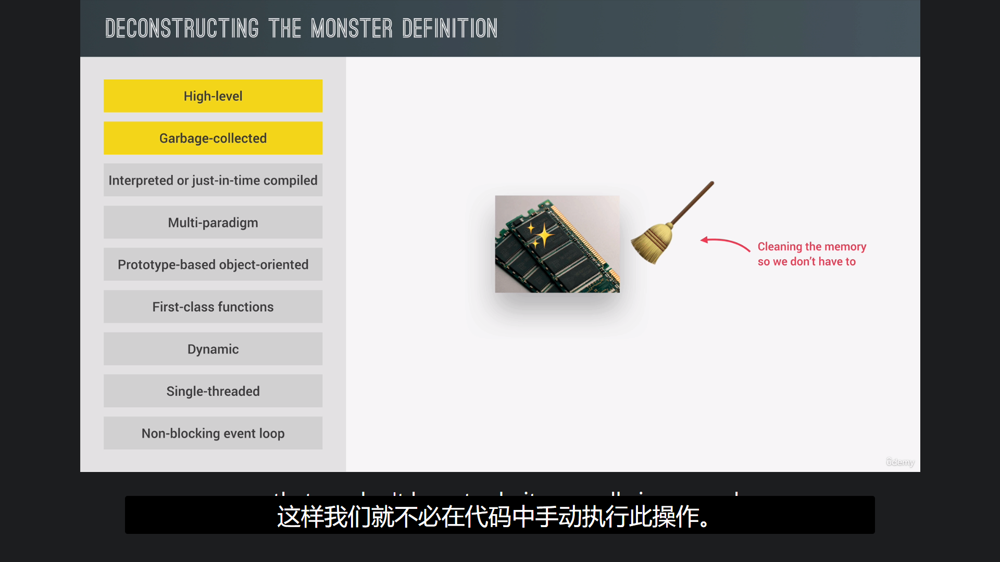 DECONSTRUCTING THE MONSTER DEFINITION
High-level
Garbage-collected
Interpreted or just-in-time compiled
Multi-paradigm
Prototype-based object-oriented
First-class functions
Dynamic
Single-threaded
Non-blocking event loop
Cleaning the memory
so we don’t have to
ûdemy
这样我们就不必在代码中手动执行此操作。